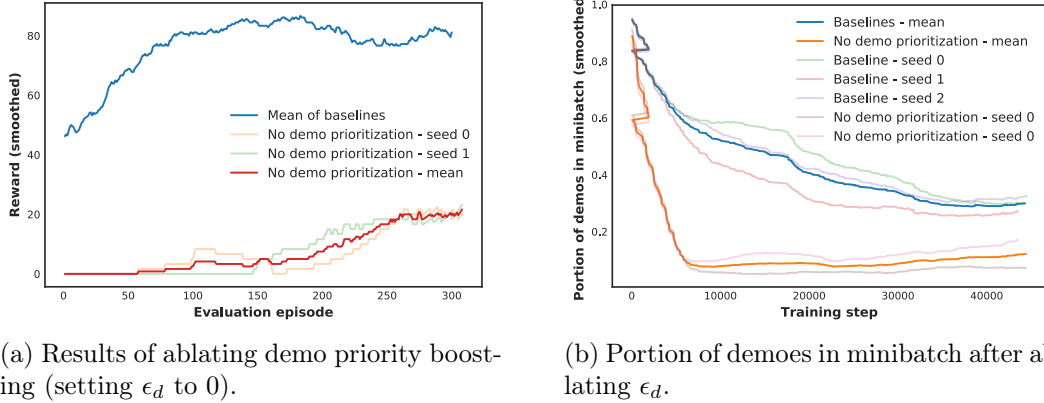 80
60
40
20
0
Reward (smoothed)
Mean of baselines
No demo prioritization - seed 0
No demo prioritization - seed 1
No demo prioritization - mean
0 50 100 150 200 250 300
Evaluation episode
(a) Results of ablating demo priority boost-
ing (setting ϵd to 0).
1.0
0.8
0.6
0.4
0.2
Portion of demos in minibatch (smoothed)
Baselines - mean
No demo prioritization - mean
Baseline - seed 0
Baseline - seed 1
Baseline - seed 2
No demo prioritization - seed 0
No demo prioritization - seed 0
0 10000 20000 30000 40000
Training step
(b) Portion of demoes in minibatch after ab
lating ϵd.